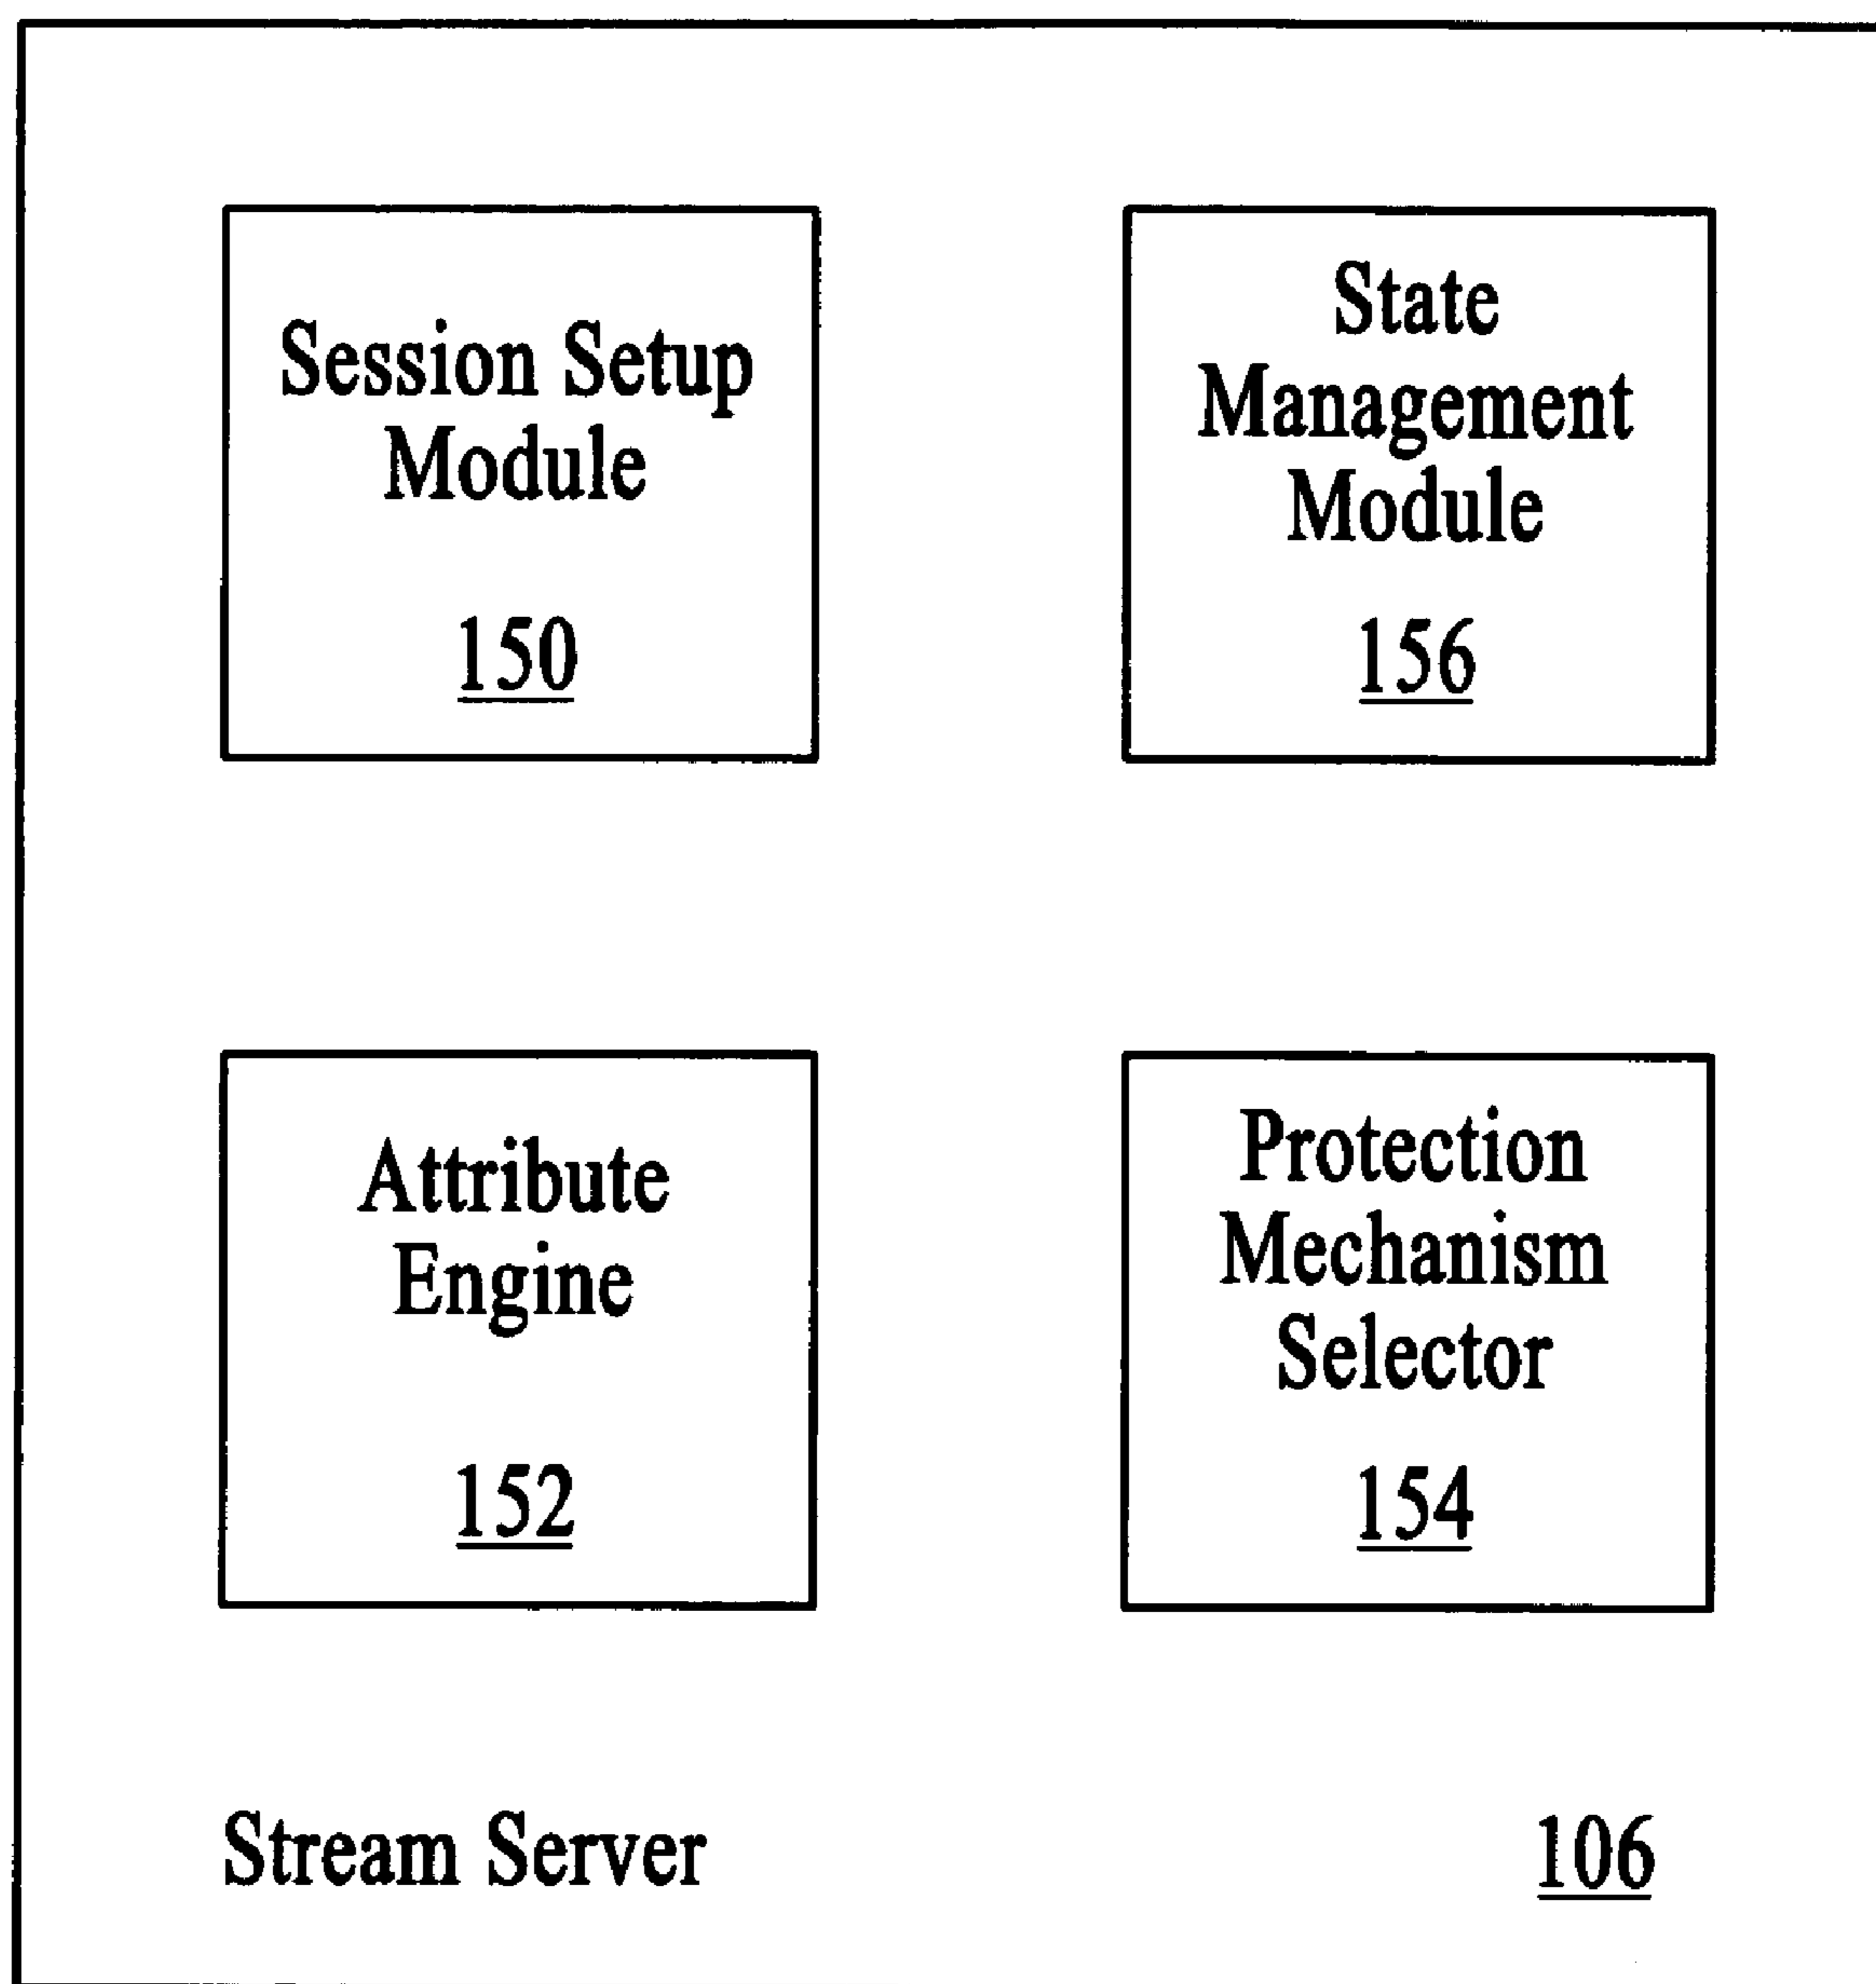 Session Setup
Module
150
State
Management
Module
156
Attribute
Engine
152
Protection
Mechanism
Selector
154
Stream Server
106